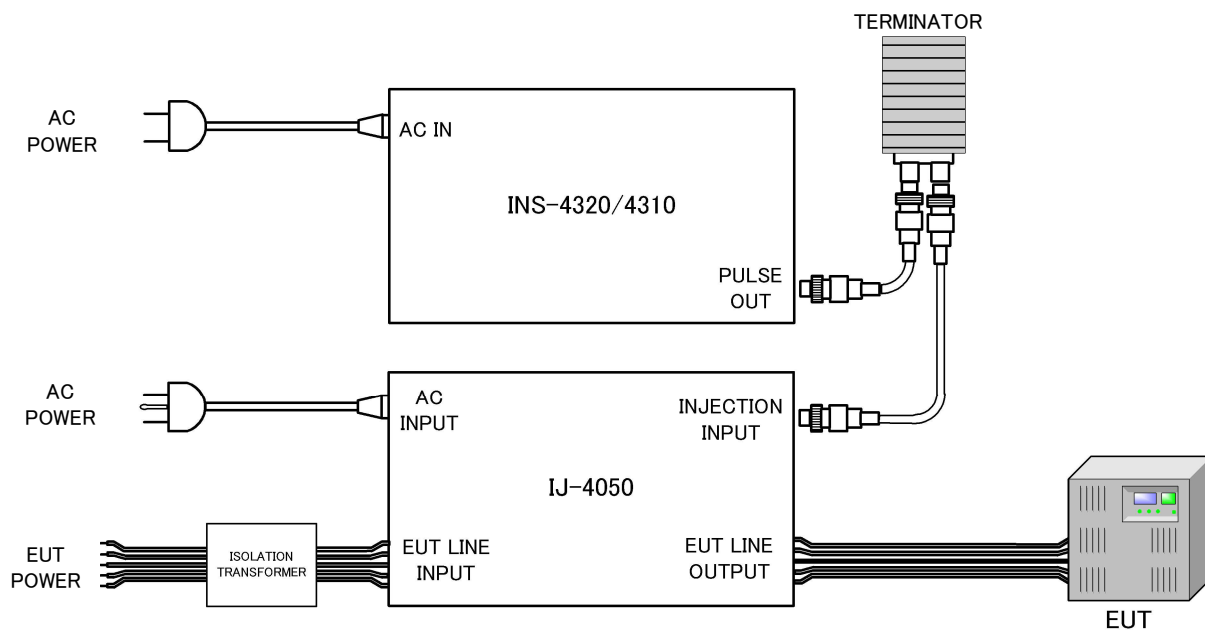 TERMINATOR
AC
POWER
AC IN
INS-4320/4310
PULSE
OUT
AC
POWER
AC
INPUT
INJECTION
INPUT
IJ-4050
EUT
POWER
ISOLATION
TRANSFORMER
EUT LINE
INPUT
EUT LINE
OUTPUT
EUT